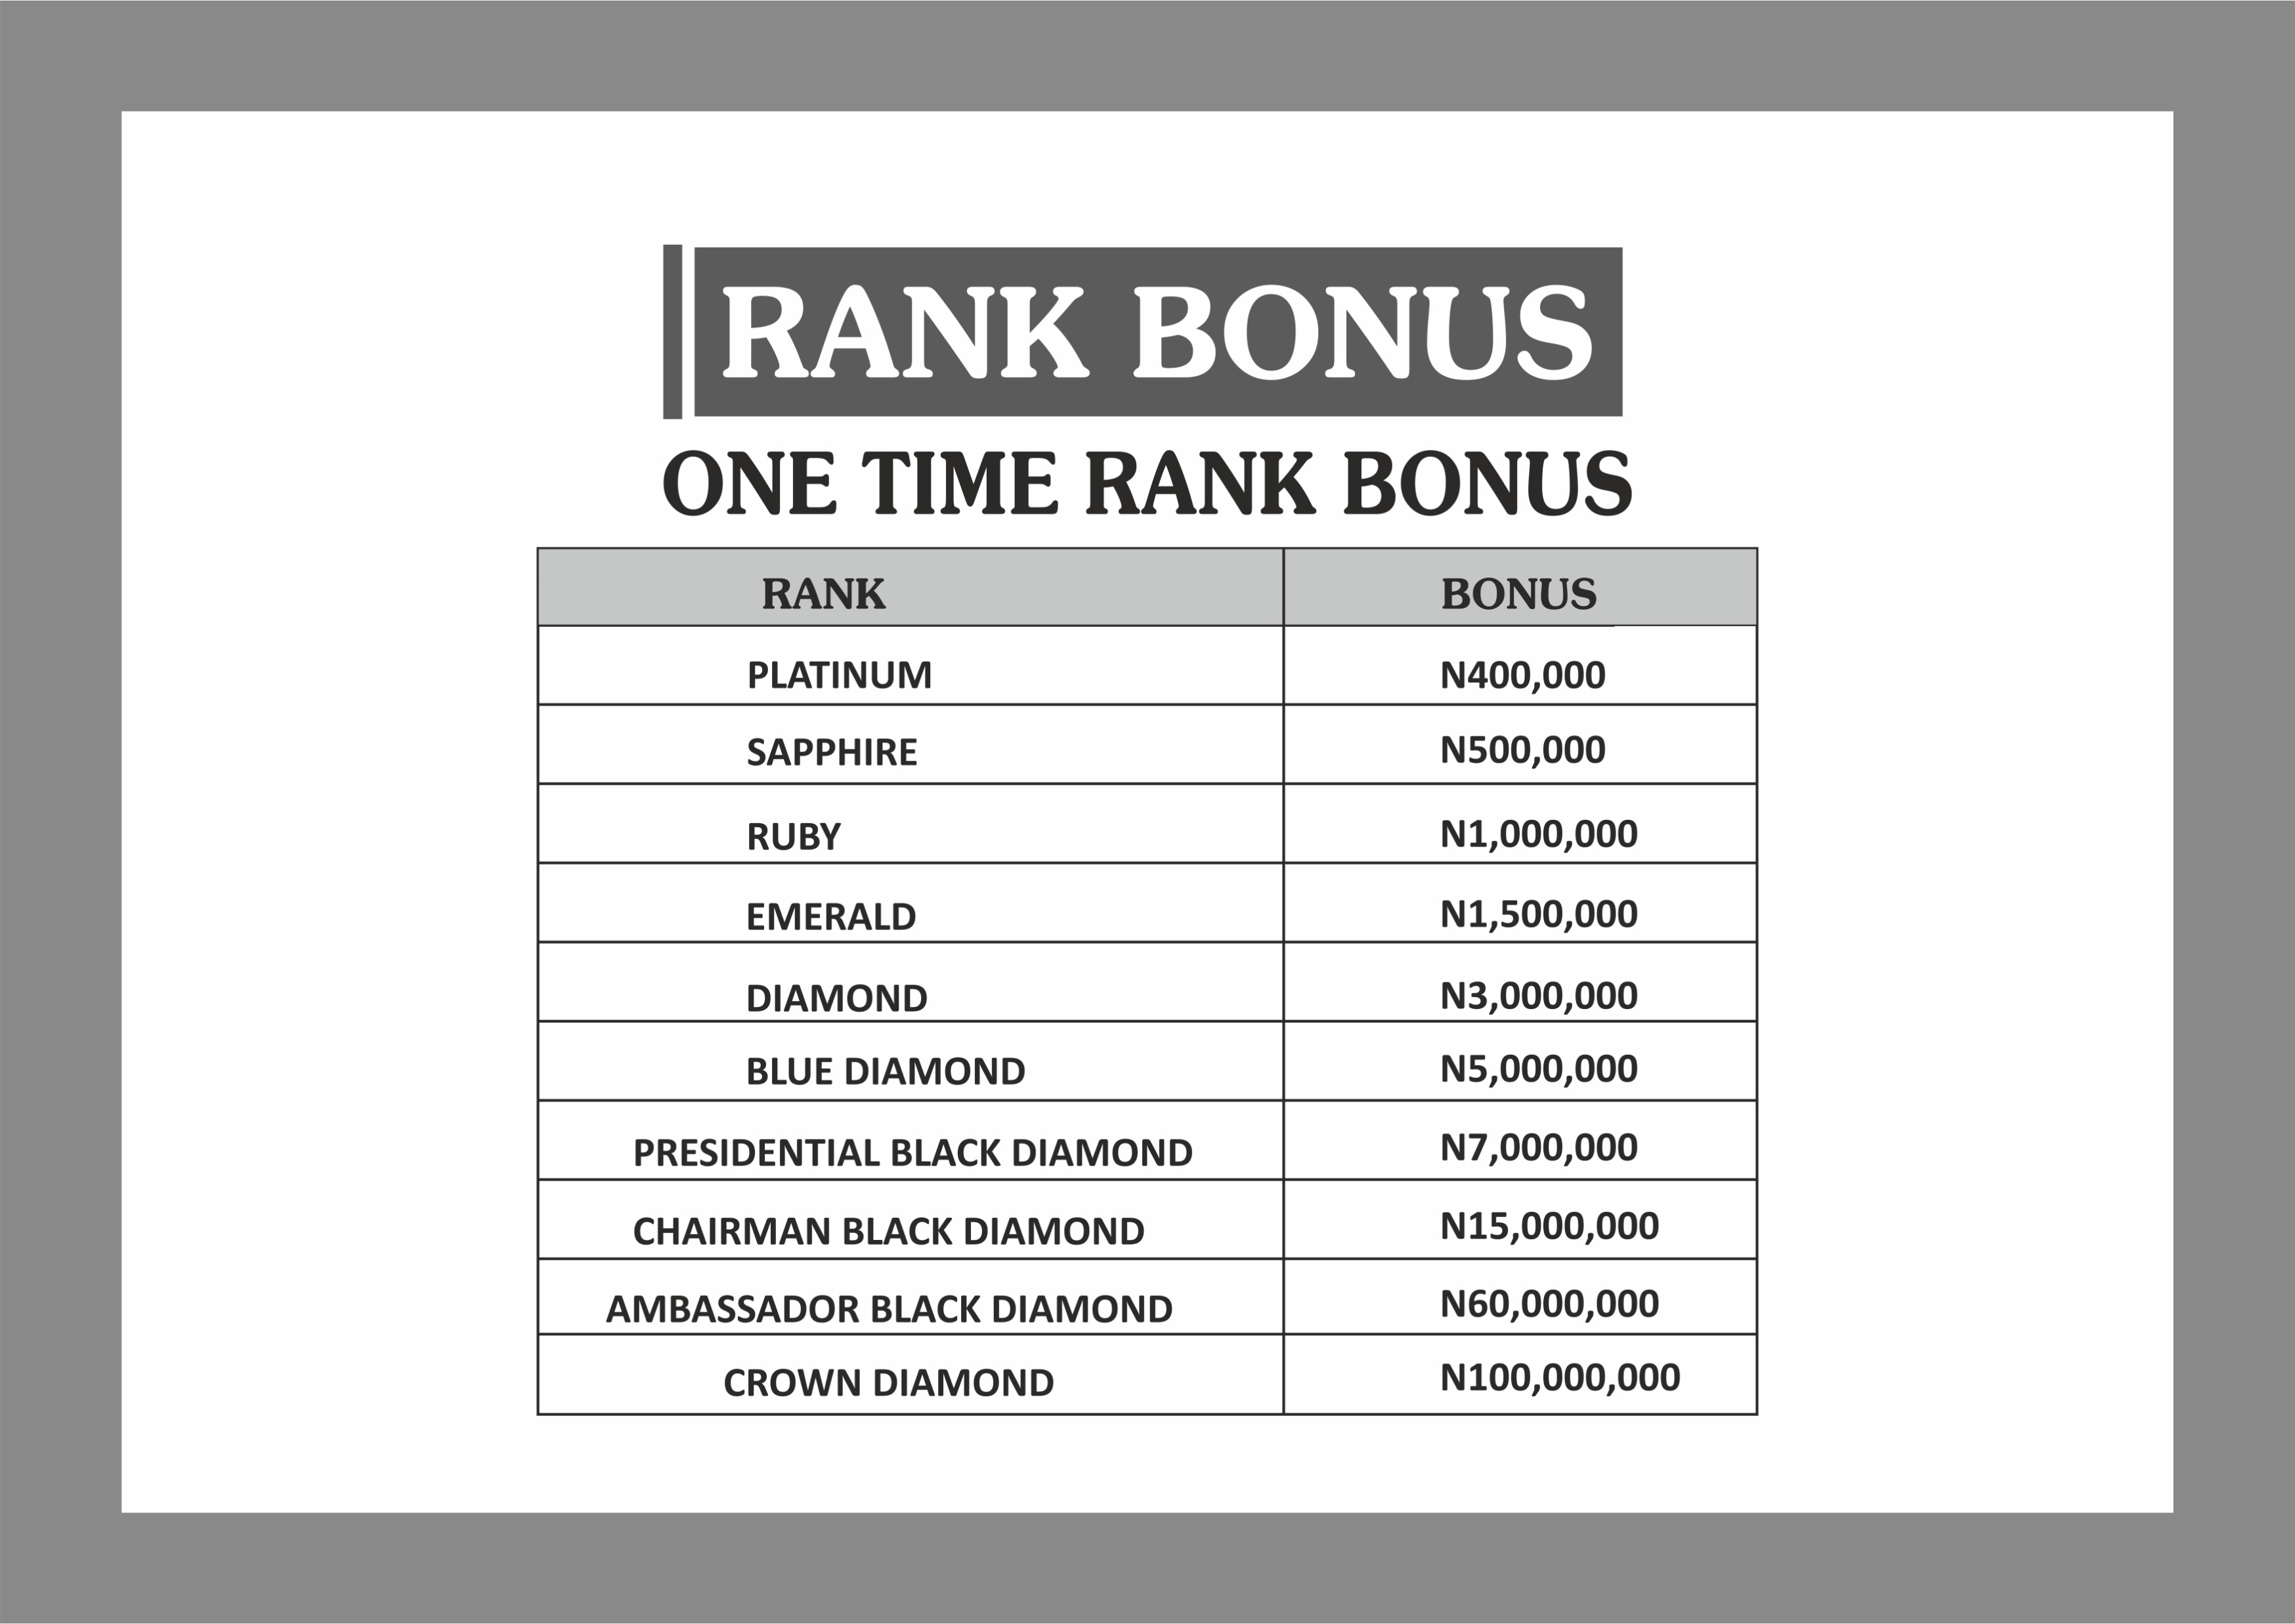 RANK BONUS
ONE TIME RANK BONUS
RANK BONUS
PLATINUM N400,000
SAPPHIRE N500,000
RUBY N1,000,000
EMERALD N1,500,000
DIAMOND N3,000,000
BLUE DIAMOND N5,000,000
PRESIDENTIAL BLACK DIAMOND N7,000,000
CHAIRMAN BLACK DIAMOND N15,000,000
AMBASSADOR BLACK DIAMOND N60,000,000
CROWN DIAMOND N100,000,000